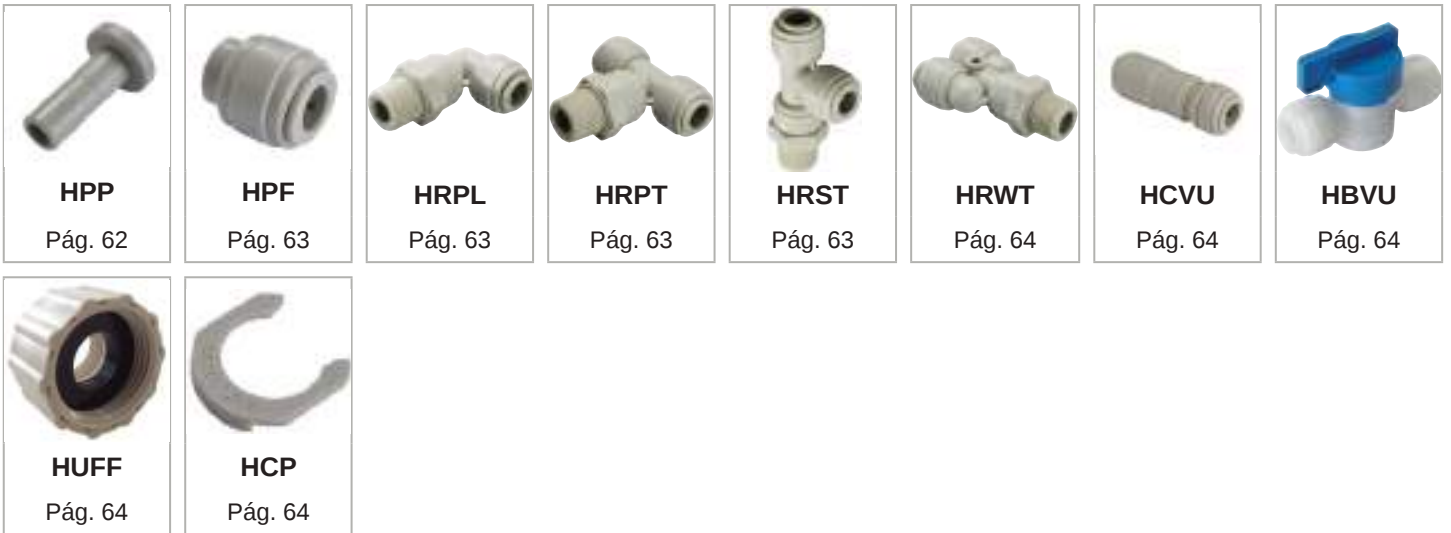 HPP
Pág. 62
HPF
Pág. 63
HRPL
Pág. 63
HRPT
Pág. 63
HRST
Pág. 63
HRWT
Pág. 64
HCVU
Pág. 64
HBVU
Pág. 64
HUFF
Pág. 64
HCP
Pág. 64